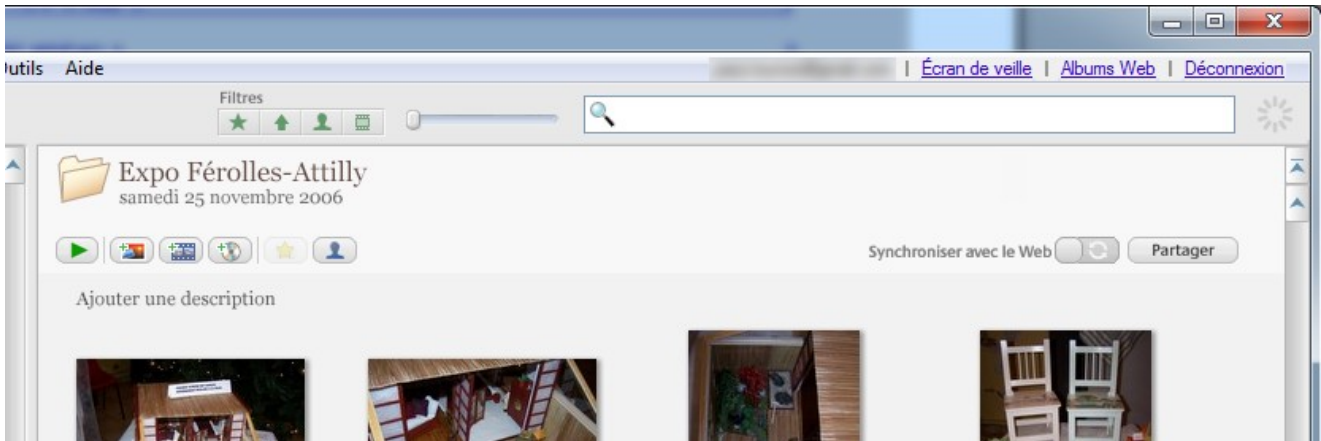 Outils Aide | Écran de veille | Albums Web | Déconnexion
Filtres
Expo Férolles-Attilly
samedi 25 novembre 2006
Synchroniser avec le Web Partager
Ajouter une description